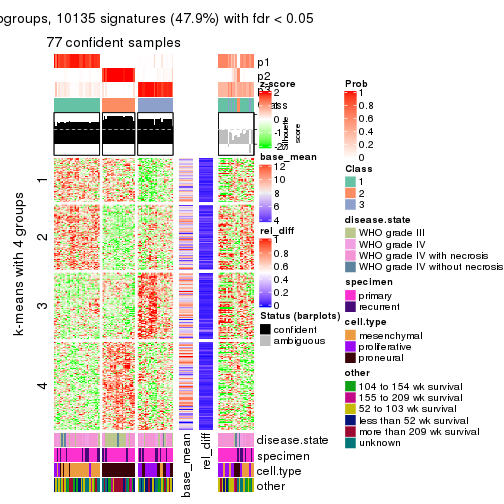 ogroups, 10135 signatures (47.9%) with fdr < 0.05
77 confident samples
p1
p2
z-score
2
silhouette
score
base_mean
12
10
8
6
4
rel_diff
1
0.8
0.6
0.4
0.2
0
Status (barplots)
confident
ambiguous
k-means with 4 groups
1
2
3
4
base_mean
rel_diff
disease.state
specimen
cell.type
other
Prob
1
0.8
0.6
0.4
0.2
0
Class
1
2
3
disease.state
WHO grade III
WHO grade IV
WHO grade IV with necrosis
WHO grade IV without necrosis
specimen
primary
recurrent
cell.type
mesenchymal
proliferative
proneural
other
104 to 154 wk survival
155 to 209 wk survival
52 to 103 wk survival
less than 52 wk survival
more than 209 wk survival
unknown